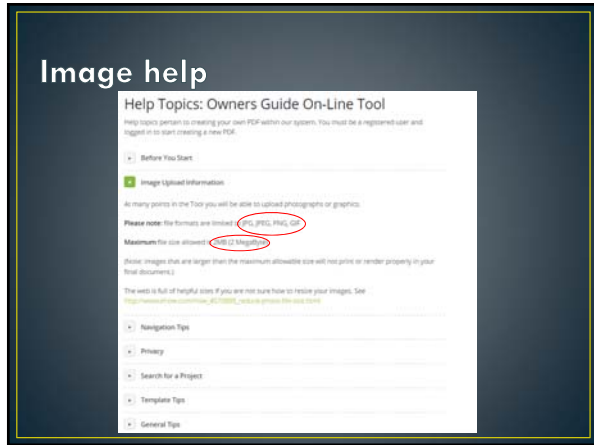 Image help
Help Topics: Owners Guide On-Line Tool
Help topics pertain to creating your own PDF within our system. You must be a registered user and
logged in to start creating a new PDF.
Before You Start
Image Upload Information
At many points in the Tool you will be able to upload photographs or graphics.
Please note: file formats are limited to JPG, JPEG, PNG, GIF
Maximum file size allowed is 2MB (2 MegaBytes)
(Note: images that are larger than the maximum allowable size will not print or render properly in your
final document.)
The web is full of helpful sites if you are not sure how to resize your images. See
Navigation Tips
Privacy
Search for a Project
Template Tips
General Tips